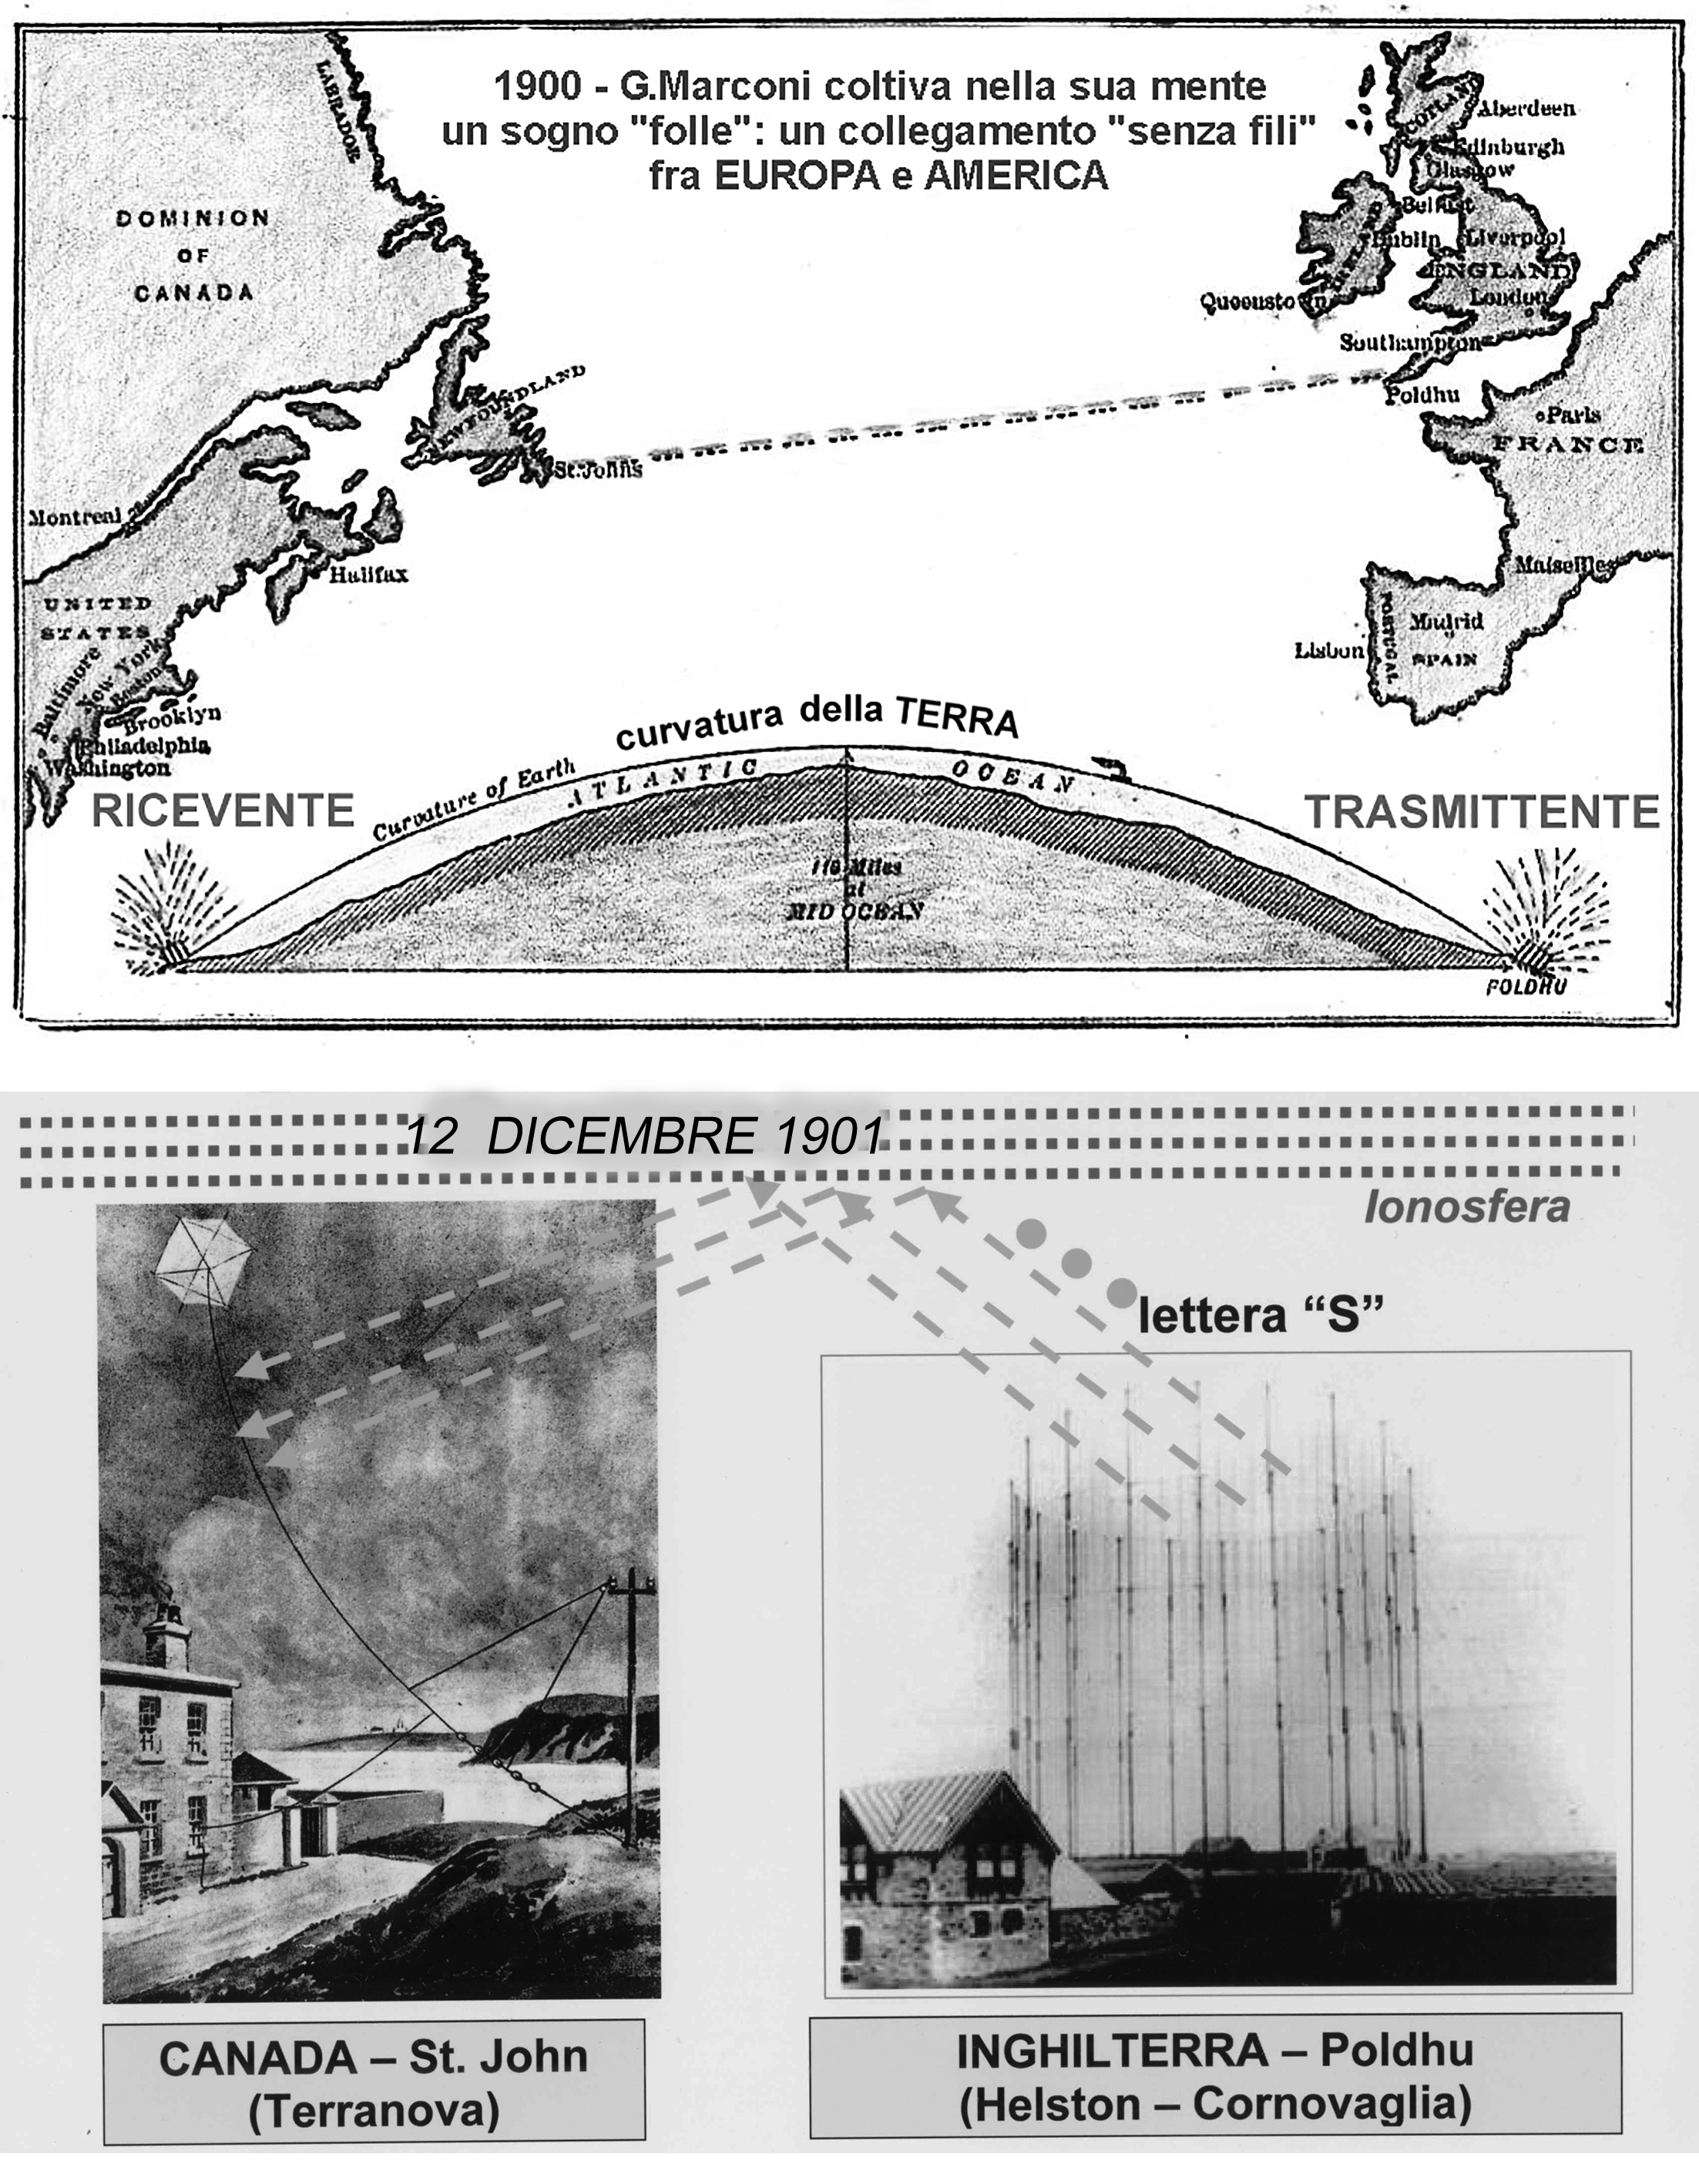 1900 - G.Marconi coltiva nella sua mente
un sogno "folle": un collegamento "senza fili"
fra EUROPA e AMERICA
LABRADOR
DOMINION
OF
CANADA
NEWFOUNDLAND
St. Johns
Montreal
Halifax
UNITED
STATES
Baltimore
New York
Boston
Brooklyn
Philadelphia
Washington
SCOTLAND
Aberdeen
Edinburgh
Glasgow
Belfast
Dublin
Liverpool
IRELAND
ENGLAND
London
Queenstown
Southampton
Poldhu
Paris
FRANCE
Marseilles
PORTUGAL
Madrid
Lisbon
SPAIN
curvatura della TERRA
Curvature of Earth
ATLANTIC OCEAN
RICEVENTE
TRASMITTENTE
110 Miles
at
MID OCEAN
POLDHU
12 DICEMBRE 1901
Ionosfera
lettera “S”
CANADA – St. John
(Terranova)
INGHILTERRA – Poldhu
(Helston – Cornovaglia)